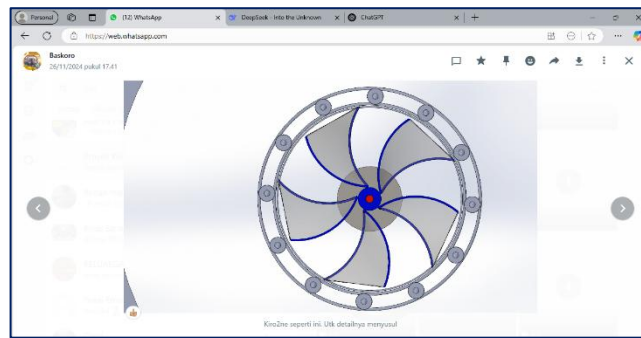 Personal
(12) WhatsApp
DeepSeek - Into the Unknown
ChatGPT
https://web.whatsapp.com
Baskoro
26/11/2024 pukul 17.41
Kiro2ne seperti ini. Utk detailnya menyusul